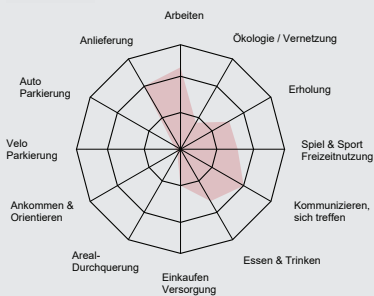 Arbeiten
Ökologie / Vernetzung
Erholung
Spiel & Sport
Freizeitnutzung
Kommunizieren,
sich treffen
Essen & Trinken
Einkaufen
Versorgung
Areal-
Durchquerung
Ankommen &
Orientieren
Velo
Parkierung
Auto
Parkierung
Anlieferung